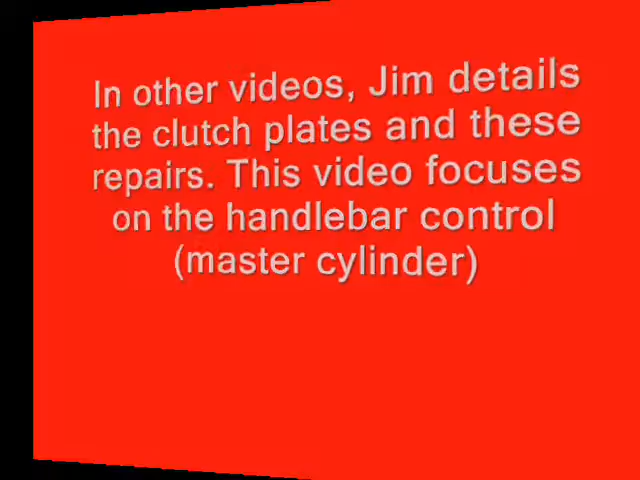 In other videos, Jim details
the clutch plates and these
repairs. This video focuses
on the handlebar control
(master cylinder)